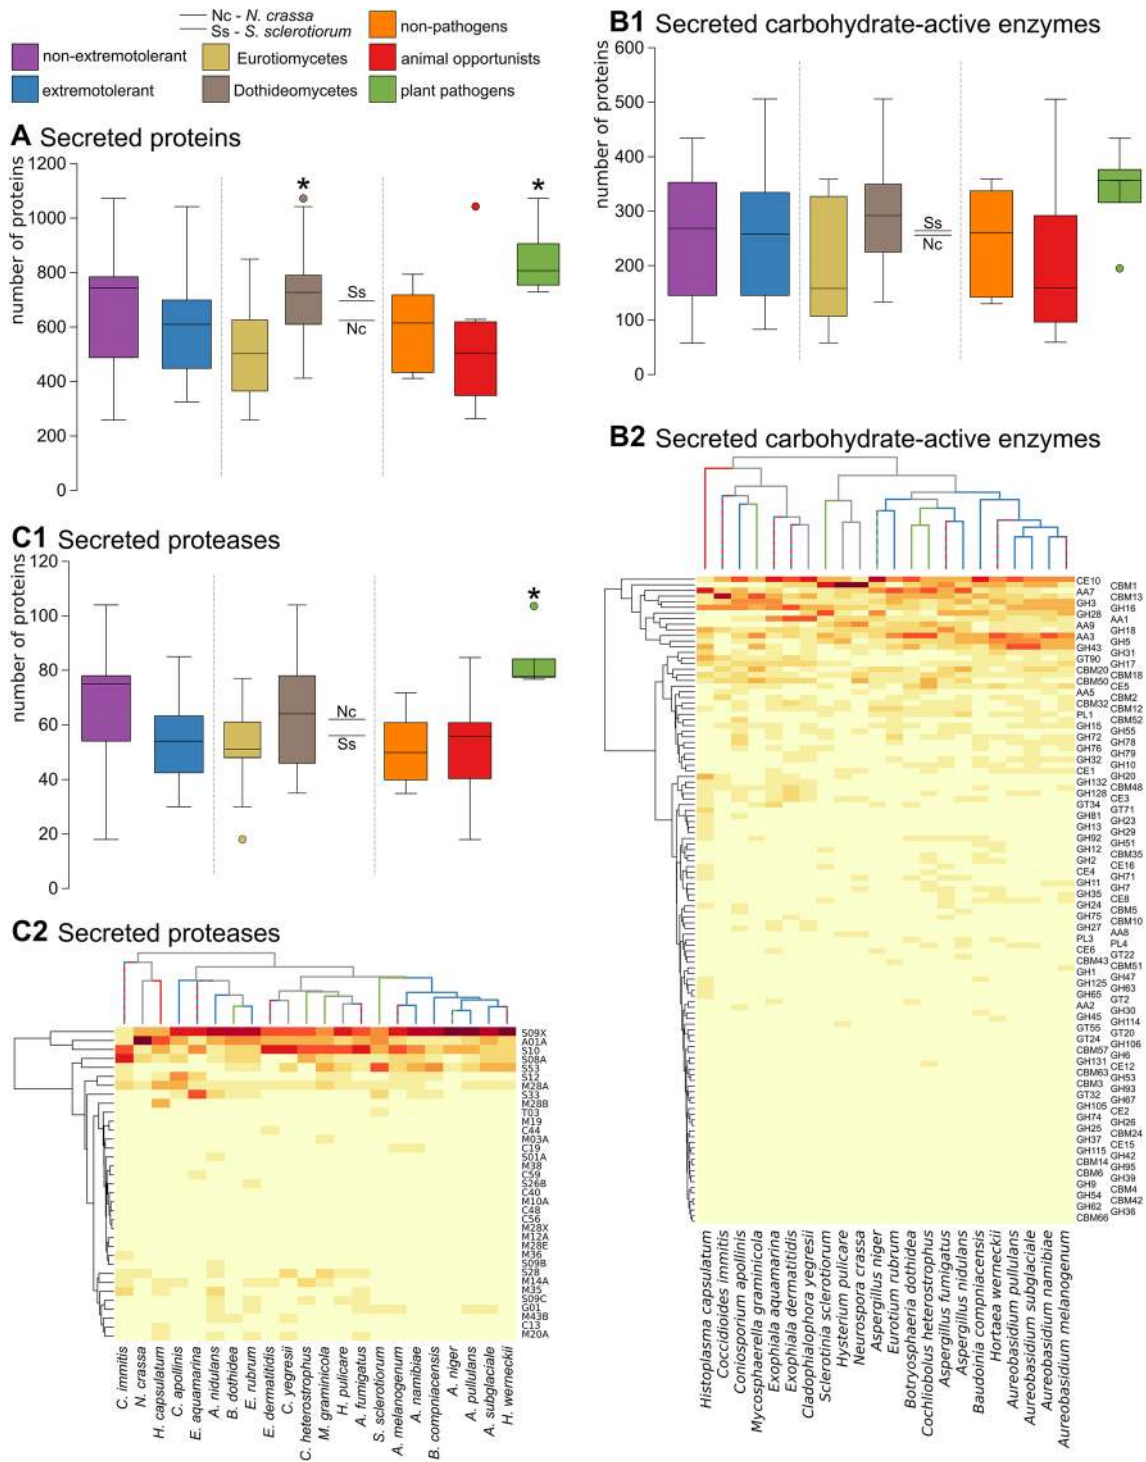 Nc - N. crassa
Ss - S. sclerotiorum
non-pathogens
non-extremotolerant
Eurotiomycetes
animal opportunists
extremotolerant
Dothideomycetes
plant pathogens
A Secreted proteins
number of proteins
1200
1000
800
600
400
200
0
*
Ss
Nc
*
B1 Secreted carbohydrate-active enzymes
number of proteins
600
500
400
300
200
100
0
Ss
Nc
C1 Secreted proteases
number of proteins
120
100
80
60
40
20
0
Nc
Ss
*
B2 Secreted carbohydrate-active enzymes
CE10
CBM1
AA7
CBM13
GH3
GH16
GH28
AA1
AA9
GH18
AA3
GH5
GH43
GH31
GT90
GH17
CBM20
CBM18
CBM50
CE5
AA5
CBM2
CBM32
CBM12
PL1
CBM52
GH15
GH55
GH72
GH78
GH76
GH79
GH32
GH10
CE1
GH20
GH132
CBM48
GH128
CE3
GT34
GT71
GH81
GH23
GH13
GH29
GH92
GH51
GH12
CBM35
GH2
CE16
CE4
GH71
GH11
GH7
GH35
CE8
GH24
CBM5
GH75
CBM10
GH27
AA8
PL3
PL4
CE6
GT22
CBM43
CBM51
GH1
GH47
GH125
GH63
GH65
GT2
AA2
GH30
GH45
GH114
GT55
GT20
GT24
GH106
CBM57
GH6
GH131
CE12
CBM63
GH53
CBM3
GH93
GT32
GH67
GH105
CE2
GH74
GH26
GH25
CBM24
GH37
CE15
GH115
GH42
CBM14
GH95
CBM6
GH39
GH9
CBM4
GH54
CBM42
GH62
GH36
CBM66
Histoplasma capsulatum
Coccidioides immitis
Coniosporium apollinis
Mycosphaerella graminicola
Exophiala aquamarina
Exophiala dermatitidis
Cladophialophora yegresii
Sclerotinia sclerotiorum
Hysterium pulicare
Neurospora crassa
Aspergillus niger
Eurotium rubrum
Botryosphaeria dothidea
Cochliobolus heterostrophus
Aspergillus fumigatus
Aspergillus nidulans
Baudoinia compniacensis
Hortaea werneckii
Aureobasidium pullulans
Aureobasidium subglaciale
Aureobasidium namibiae
Aureobasidium melanogenum
C2 Secreted proteases
S09X
A01A
S10
S08A
S53
S12
M28A
S33
M28B
T03
M19
C44
M03A
C19
S01A
M38
C59
S26B
C40
M10A
C48
C56
M28X
M12A
M28E
M36
S09B
S28
M14A
M35
S09C
G01
M43B
C13
M20A
C. immitis
N. crassa
H. capsulatum
C. apollinis
E. aquamarina
A. nidulans
B. dothidea
E. rubrum
E. dermatitidis
C. yegresii
C. heterostrophus
M. graminicola
H. pulicare
A. fumigatus
S. sclerotiorum
A. melanogenum
A. namibiae
B. compniacensis
A. niger
A. pullulans
A. subglaciale
H. werneckii